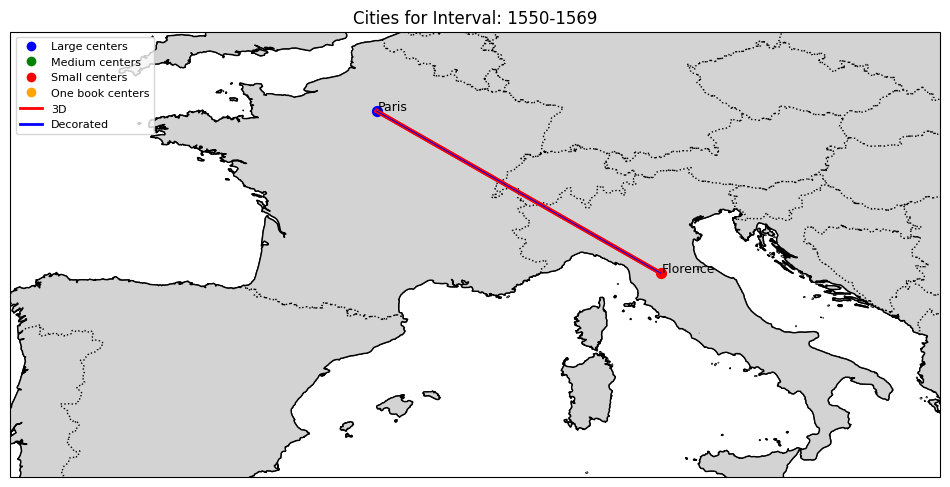 Cities for Interval: 1550-1569
Large centers
Medium centers
Small centers
One book centers
3D
Decorated
Paris
Florence